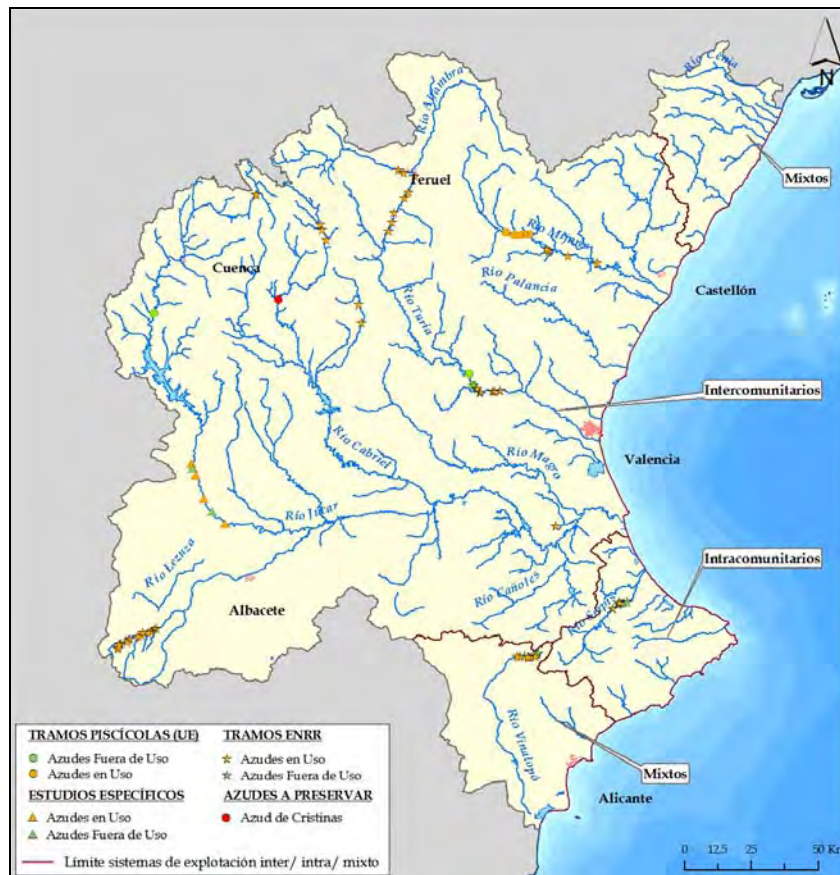 Río Cenia
N
Río Alhambra
Mixtos
Teruel
Río Mijares
Cuenca
Río Palancia
Castellón
Río Turia
Intercomunitarios
Río Cabriel
Río Magro
Valencia
Río Júcar
Intracomunitarios
Río Lezuza
Río Cañoles
Albacete
Río Serpis
TRAMOS PISCÍCOLAS (UE)
Azudes Fuera de Uso
Azudes en Uso
TRAMOS ENRR
Azudes en Uso
Azudes Fuera de Uso
ESTUDIOS ESPECÍFICOS
Azudes en Uso
Azudes Fuera de Uso
AZUDES A PRESERVAR
Azud de Cristinas
Límite sistemas de explotación inter/ intra/ mixto
Río Vinalopó
Mixtos
Alicante
0 12,5 25 50 Km